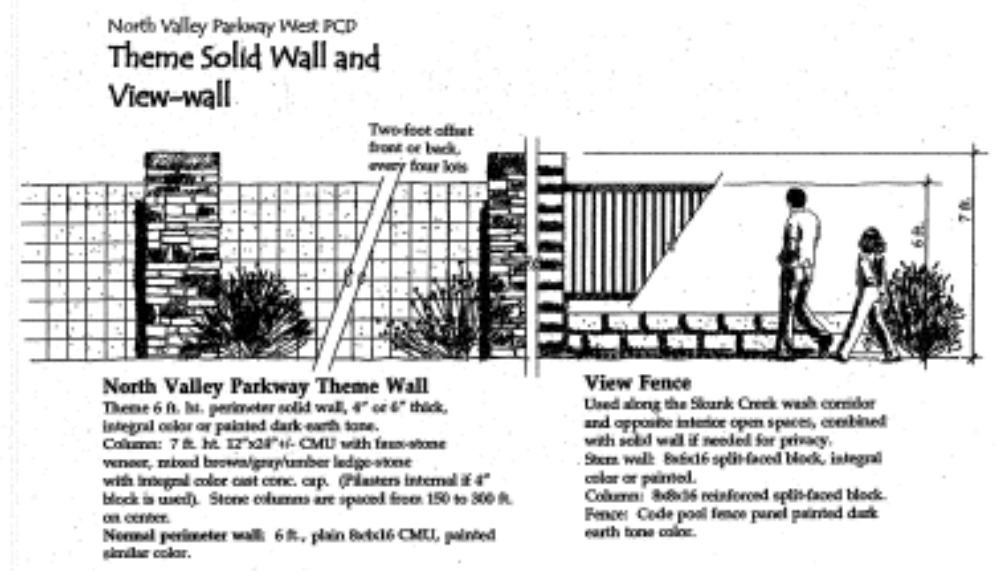 North Valley Parkway West PCD
Theme Solid Wall and
View-wall
Two-foot offset
front or back,
every four lots
6 ft.
7 ft.
North Valley Parkway Theme Wall
Theme 6 ft. ht. perimeter solid wall, 4" or 6" thick,
integral color or painted dark earth tone.
Column: 7 ft. ht. 12"x24"+/- CMU with faux-stone
veneer, mixed brown/gray/umber ledge-stone
with integral color cast conc. cap. (Pilasters internal if 4"
block is used). Stone columns are spaced from 150 to 300 ft.
on center.
Normal perimeter wall: 6 ft., plain 8x4x16 CMU, painted
similar color.
View Fence
Used along the Skunk Creek wash corridor
and opposite interior open spaces, combined
with solid wall if needed for privacy.
Stem wall: 8x6x16 split-faced block, integral
color or painted.
Column: 8x8x16 reinforced split-faced block.
Fence: Code pool fence panel painted dark
earth tone color.